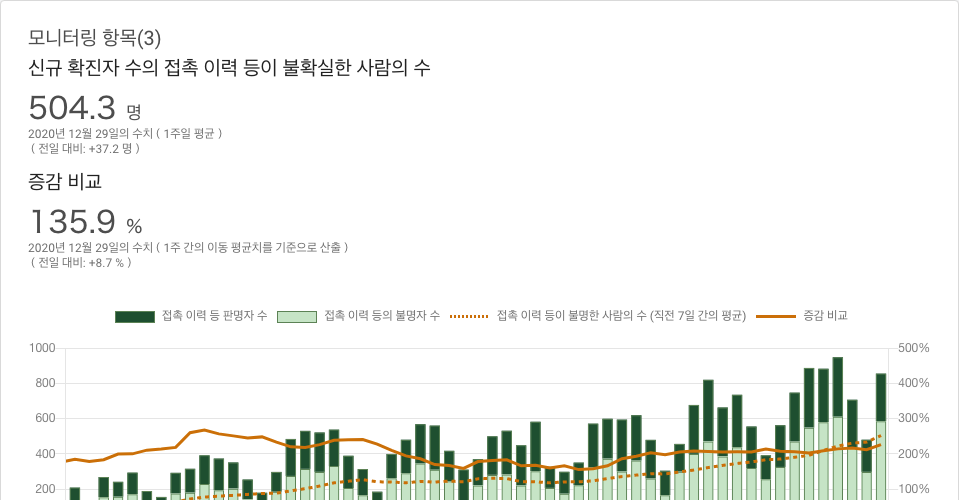 모니터링 항목(3)
신규 확진자 수의 접촉 이력 등이 불확실한 사람의 수
504.3 명
2020년 12월 29일의 수치 ( 1주일 평균 )
( 전일 대비: +37.2 명 )
증감 비교
135.9 %
2020년 12월 29일의 수치 ( 1주 간의 이동 평균치를 기준으로 산출 )
( 전일 대비: +8.7 % )
접촉 이력 등 판명자 수 접촉 이력 등의 불명자 수 접촉 이력 등이 불명한 사람의 수 (직전 7일 간의 평균) 증감 비교
1000 500%
800 400%
600 300%
400 200%
200 100%